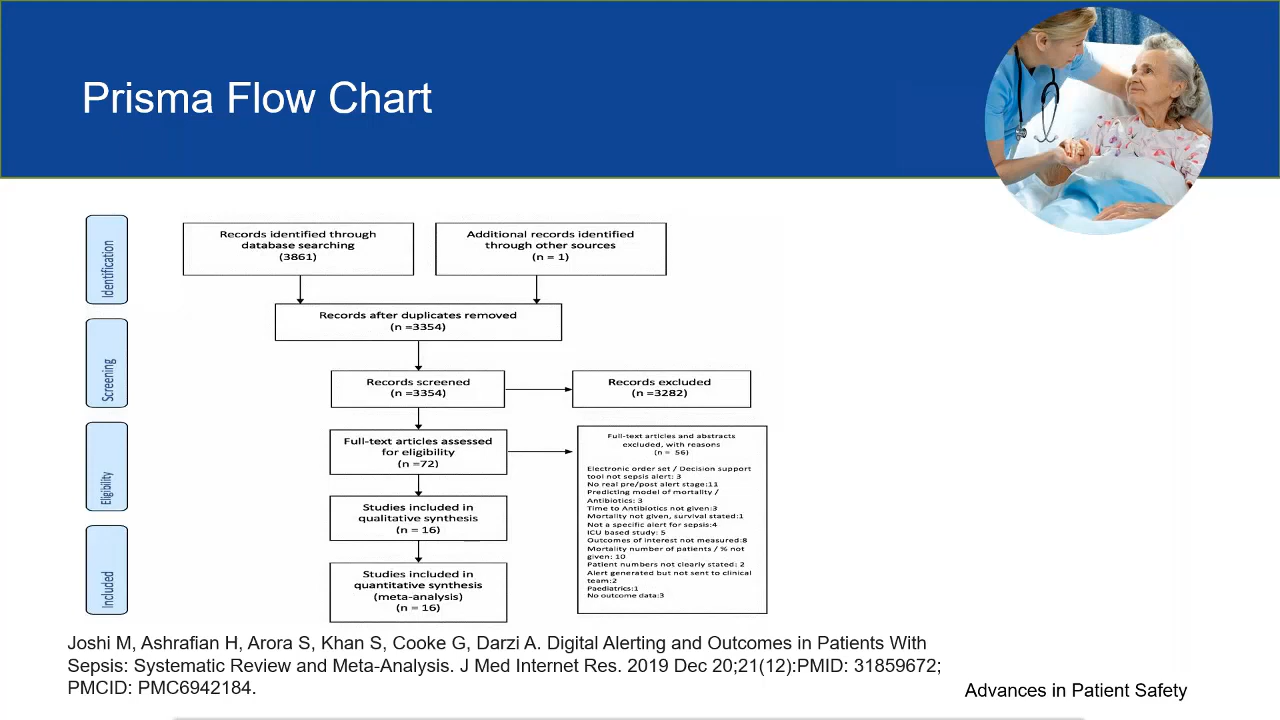 Prisma Flow Chart
Identification
Records identified through
database searching
(3861)
Additional records identified
through other sources
(n = 1)
Records after duplicates removed
(n =3354)
Screening
Records screened
(n =3354)
Records excluded
(n =3282)
Eligibility
Full-text articles assessed
for eligibility
(n =72)
Full-text articles and abstracts
excluded, with reasons
(n = 56)
Electronic order set / Decision support
tool not sepsis alert: 3
No real pre/post alert stage:11
Predicting model of mortality /
Antibiotics: 3
Time to Antibiotics not given:3
Mortality not given, survival stated:1
Not a specific alert for sepsis:4
ICU based study: 5
Outcomes of interest not measured:8
Mortality number of patients / % not
given: 10
Patient numbers not clearly stated: 2
Alert generated but not sent to clinical
team:2
Paediatrics:1
No outcome data:3
Studies included in
qualitative synthesis
(n = 16)
Included
Studies included in
quantitative synthesis
(meta-analysis)
(n = 16)
Joshi M, Ashrafian H, Arora S, Khan S, Cooke G, Darzi A. Digital Alerting and Outcomes in Patients With
Sepsis: Systematic Review and Meta-Analysis. J Med Internet Res. 2019 Dec 20;21(12):PMID: 31859672;
PMCID: PMC6942184.
Advances in Patient Safety